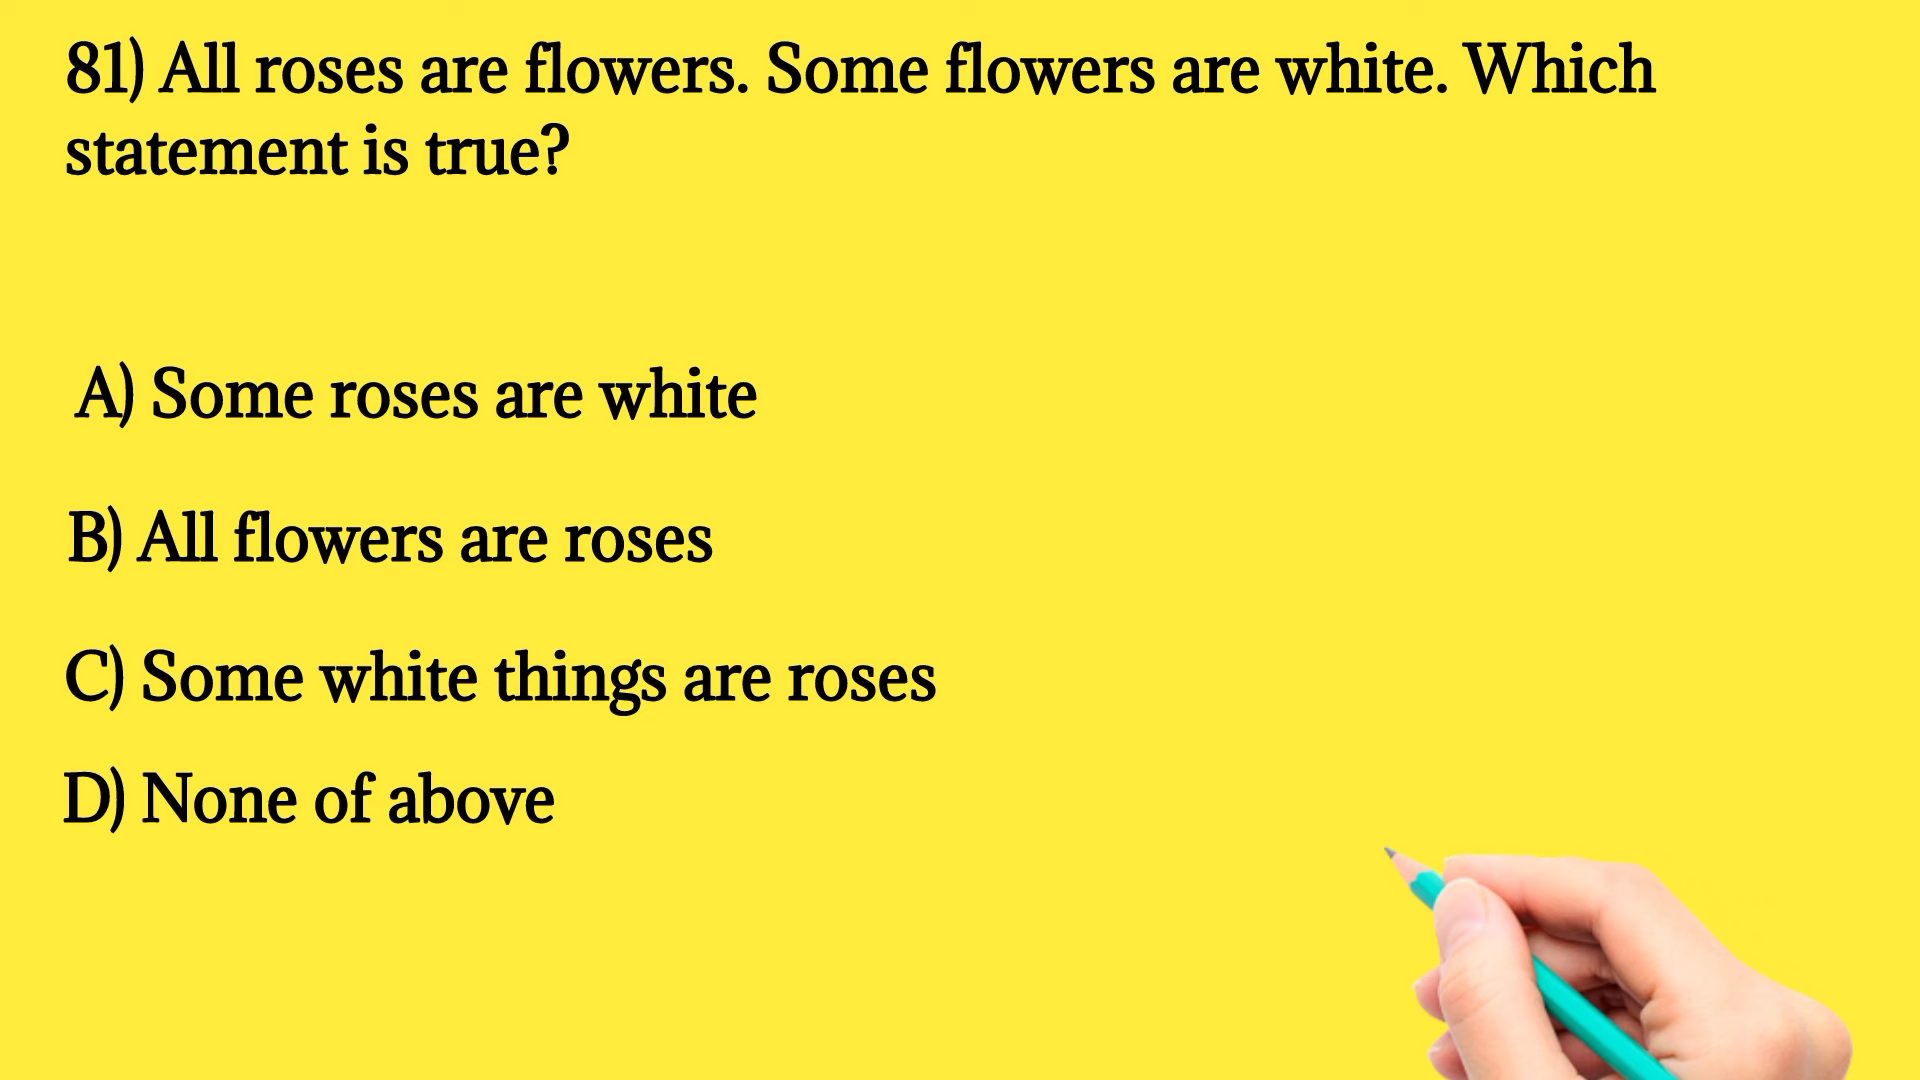 81) All roses are flowers. Some flowers are white. Which
statement is true?
A) Some roses are white
B) All flowers are roses
C) Some white things are roses
D) None of above